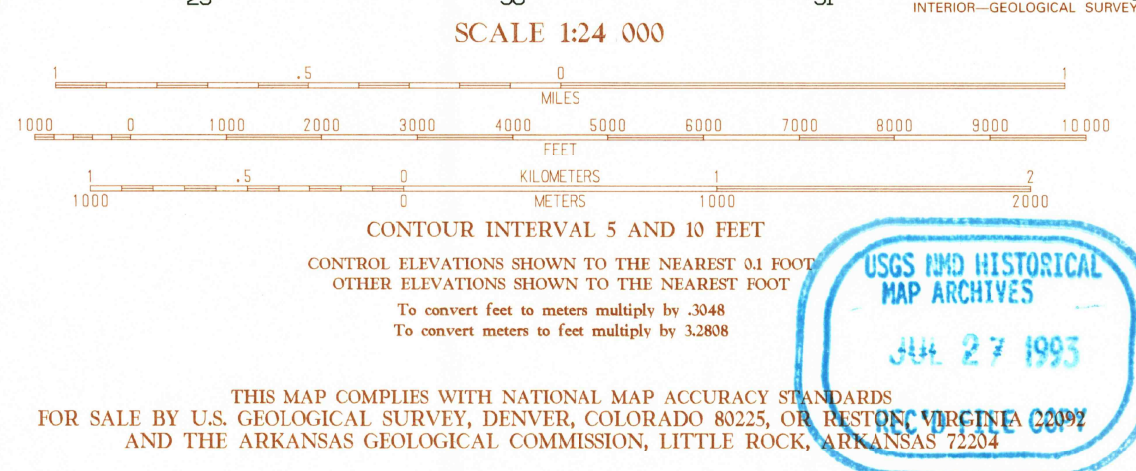 INTERIOR—GEOLOGICAL SURVEY
SCALE 1:24 000
1 .5 0 1
MILES
1000 0 1000 2000 3000 4000 5000 6000 7000 8000 9000 10 000
FEET
1 .5 0 KILOMETERS 1 2
1000 0 METERS 1000 2000
CONTOUR INTERVAL 5 AND 10 FEET
CONTROL ELEVATIONS SHOWN TO THE NEAREST 0.1 FOOT
OTHER ELEVATIONS SHOWN TO THE NEAREST FOOT
To convert feet to meters multiply by .3048
To convert meters to feet multiply by 3.2808
USGS NMD HISTORICAL
MAP ARCHIVES
JUL 27 1993
REC'D FILE COPY
THIS MAP COMPLIES WITH NATIONAL MAP ACCURACY STANDARDS
FOR SALE BY U.S. GEOLOGICAL SURVEY, DENVER, COLORADO 80225, OR RESTON, VIRGINIA 22092
AND THE ARKANSAS GEOLOGICAL COMMISSION, LITTLE ROCK, ARKANSAS 72204